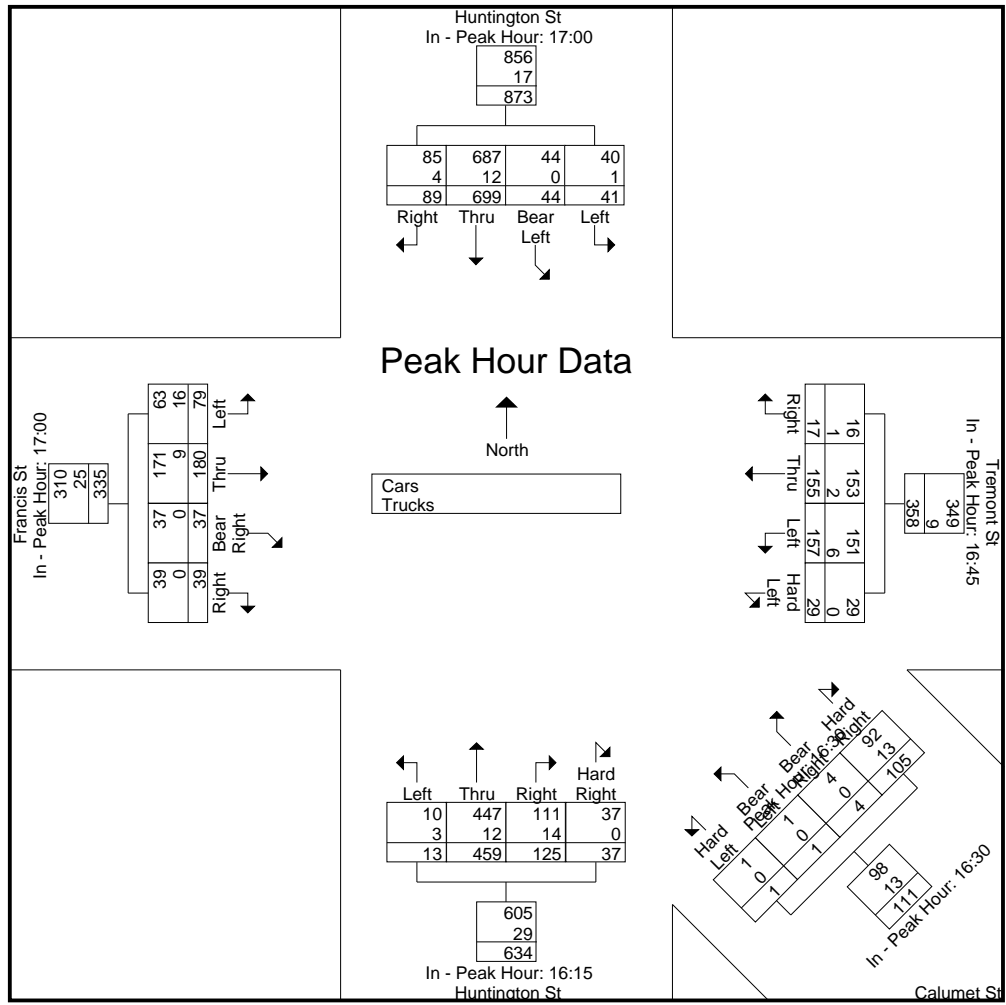 Huntington St
In - Peak Hour: 17:00
856
17
873
85 687 44 40
4 12 0 1
89 699 44 41
Right Thru Bear Left Left
Peak Hour Data
North
Cars
Trucks
Francis St
In - Peak Hour: 17:00
310
25
335
63 16 79 Left
171 9 180 Thru
37 0 37 Bear Right
39 0 39 Right
Tremont St
In - Peak Hour: 16:45
349
9
358
Right 17 1 16
Thru 155 2 153
Left 157 6 151
Hard Left 29 0 29
Left Thru Right Hard Right
10 447 111 37
3 12 14 0
13 459 125 37
605
29
634
In - Peak Hour: 16:15
Huntington St
Hard Left 1 0 1
Bear Left 1 0 1
Bear Right 4 0 4
Hard Right 92 13 105
Peak Hour: 16:30
98
13
111
In - Peak Hour: 16:30
Calumet St